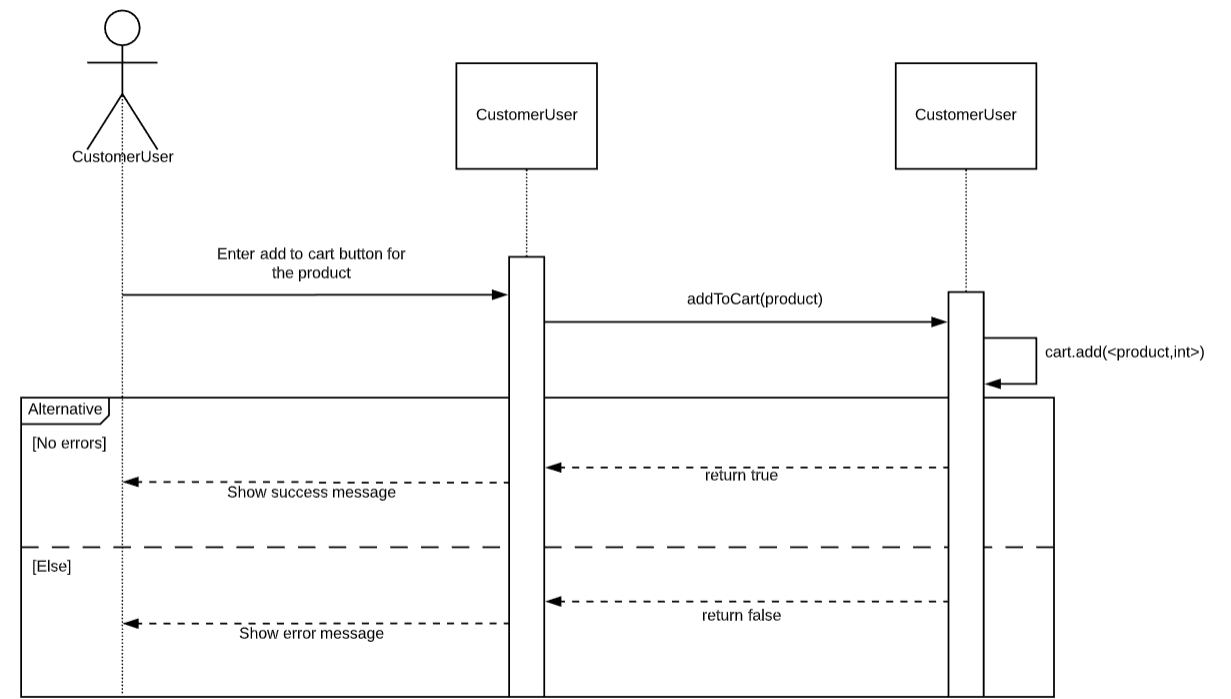 CustomerUser
CustomerUser
CustomerUser
Enter add to cart button for
the product
addToCart(product)
cart.add(<product,int>)
Alternative
[No errors]
return true
Show success message
[Else]
return false
Show error message